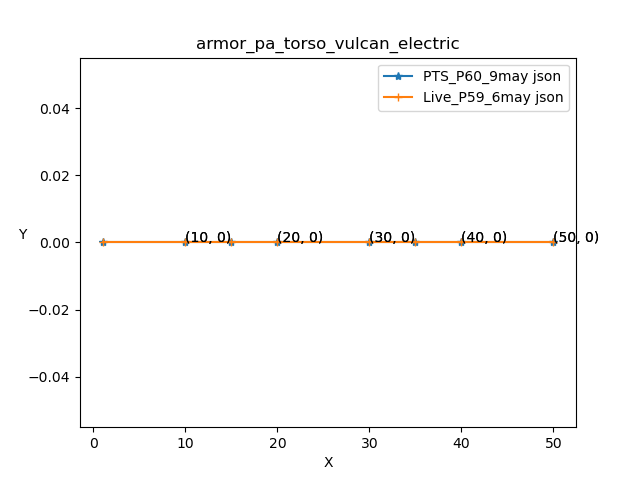 armor_pa_torso_vulcan_electric
PTS_P60_9may json
Live_P59_6may json
0.04
0.02
0.00
−0.02
−0.04
Y
(10, 0) (20, 0) (30, 0) (40, 0) (50, 0)
0 10 20 30 40 50
X